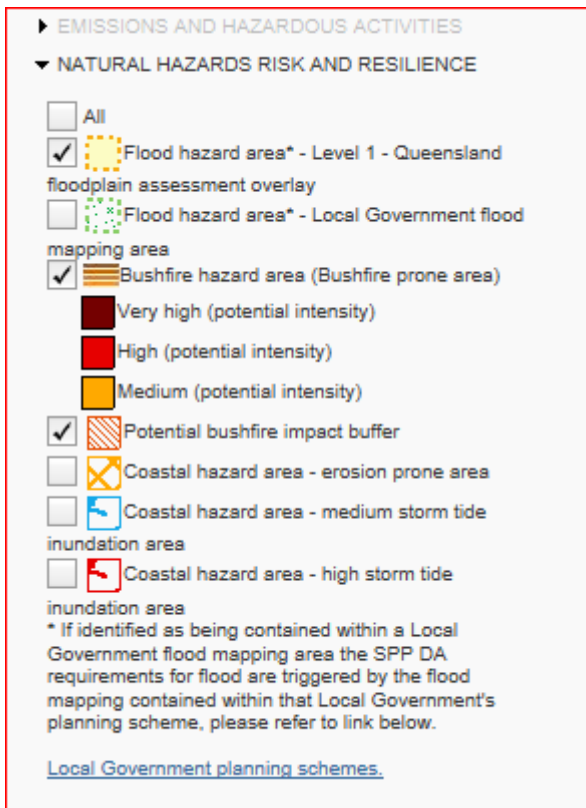 EMISSIONS AND HAZARDOUS ACTIVITIES
NATURAL HAZARDS RISK AND RESILIENCE
All
Flood hazard area* - Level 1 - Queensland
floodplain assessment overlay
Flood hazard area* - Local Government flood
mapping area
Bushfire hazard area (Bushfire prone area)
Very high (potential intensity)
High (potential intensity)
Medium (potential intensity)
Potential bushfire impact buffer
Coastal hazard area - erosion prone area
Coastal hazard area - medium storm tide
inundation area
Coastal hazard area - high storm tide
inundation area
* If identified as being contained within a Local
Government flood mapping area the SPP DA
requirements for flood are triggered by the flood
mapping contained within that Local Government's
planning scheme, please refer to link below.
Local Government planning schemes.